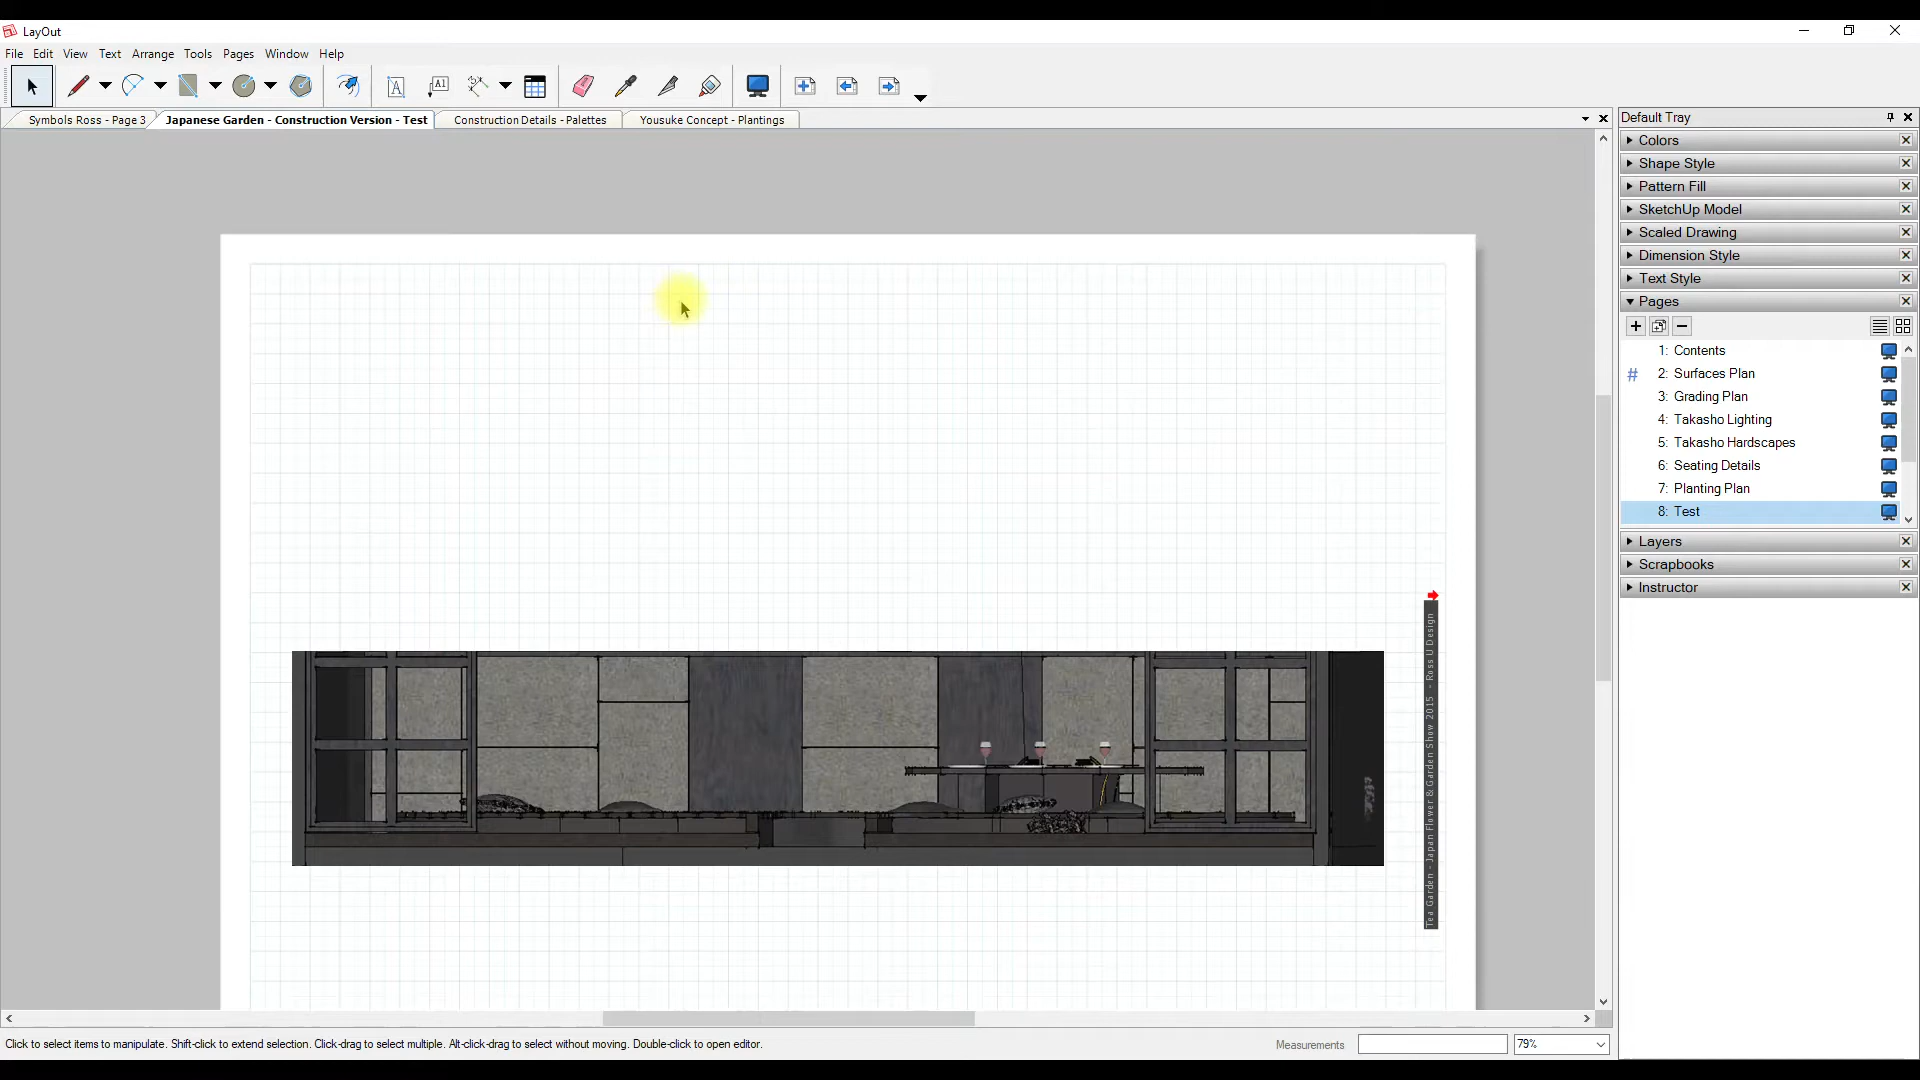 LayOut
File Edit View Text Arrange Tools Pages Window Help
Symbols Ross - Page 3
Japanese Garden - Construction Version - Test
Construction Details - Palettes
Yousuke Concept - Plantings
Default Tray
Colors
Shape Style
Pattern Fill
SketchUp Model
Scaled Drawing
Dimension Style
Text Style
Pages
1: Contents
# 2: Surfaces Plan
3: Grading Plan
4: Takasho Lighting
5: Takasho Hardscapes
6: Seating Details
7: Planting Plan
8: Test
Layers
Scrapbooks
Instructor
Tea Garden - Japan Flower & Garden Show 2015 - Ross U Design
Click to select items to manipulate. Shift-click to extend selection. Click-drag to select multiple. Alt-click-drag to select without moving. Double-click to open editor.
Measurements
79%